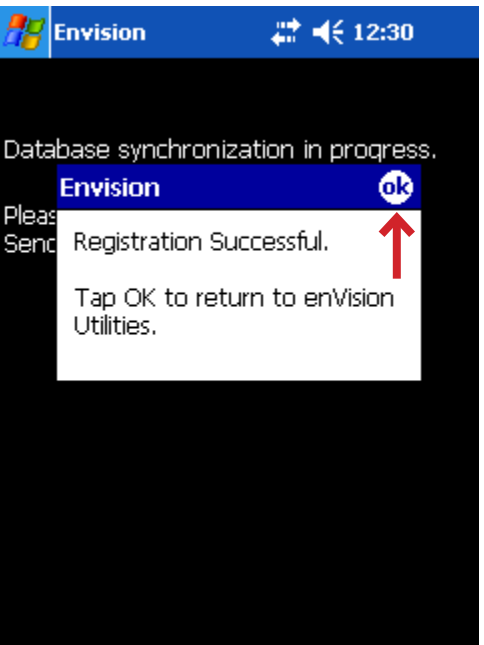 Envision 12:30
Database synchronization in progress.
Envision ok
Registration Successful.
Tap OK to return to enVision
Utilities.